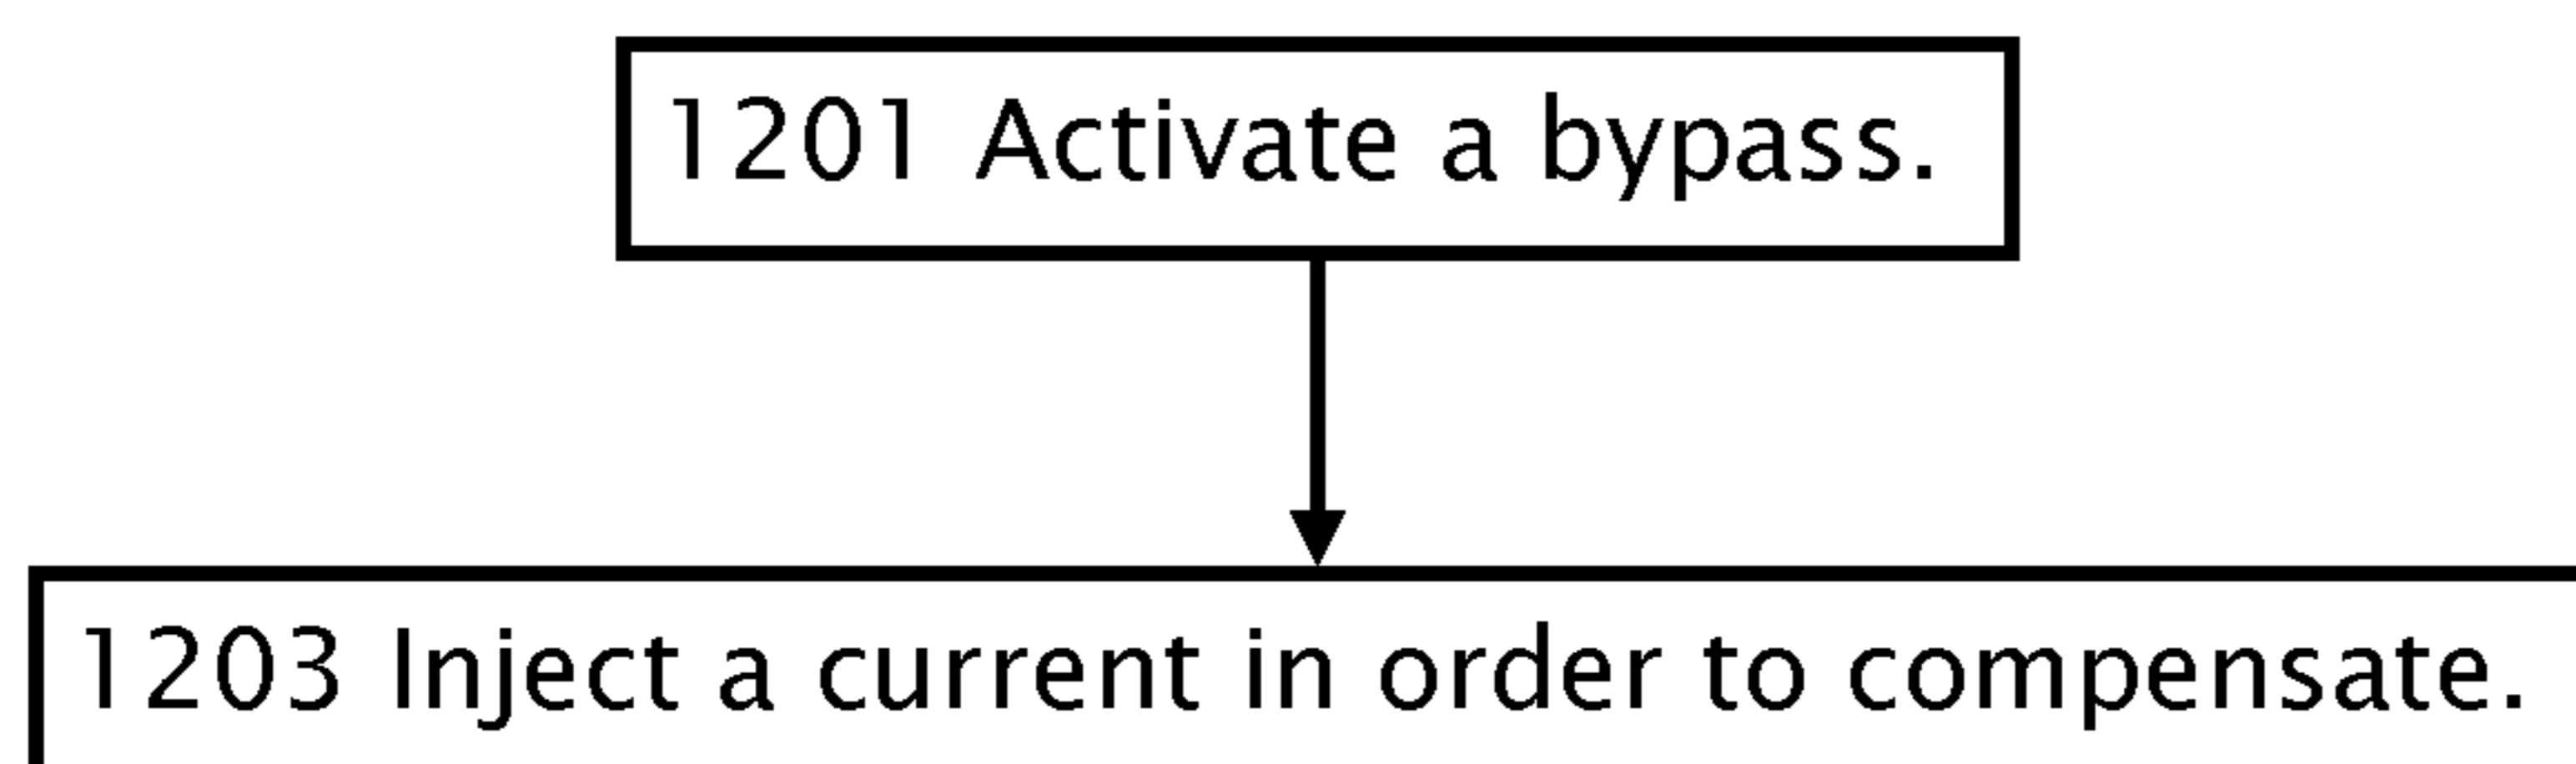 1201 Activate a bypass.
1203 Inject a current in order to compensate.